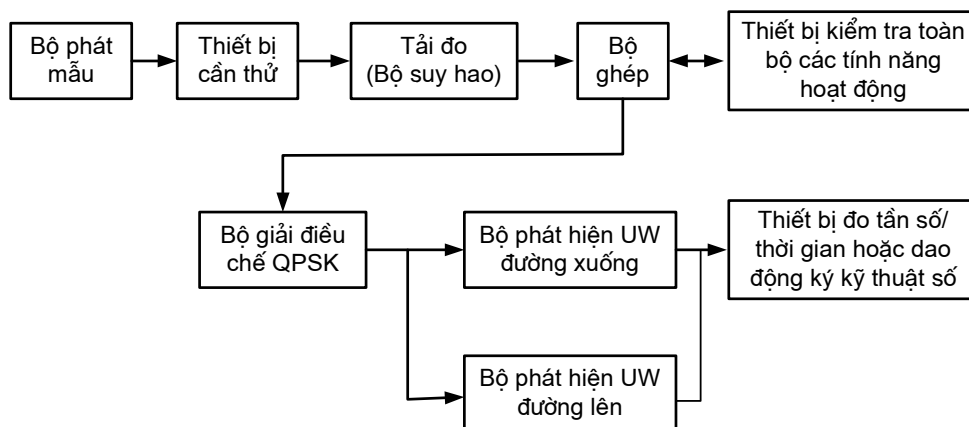 Bộ phát
mẫu
Thiết bị
cần thử
Tải đo
(Bộ suy hao)
Bộ
ghép
Thiết bị kiểm tra toàn
bộ các tính năng
hoạt động
Bộ giải điều
chế QPSK
Bộ phát hiện UW
đường xuống
Thiết bị đo tần số/
thời gian hoặc dao
động ký kỹ thuật số
Bộ phát hiện UW
đường lên